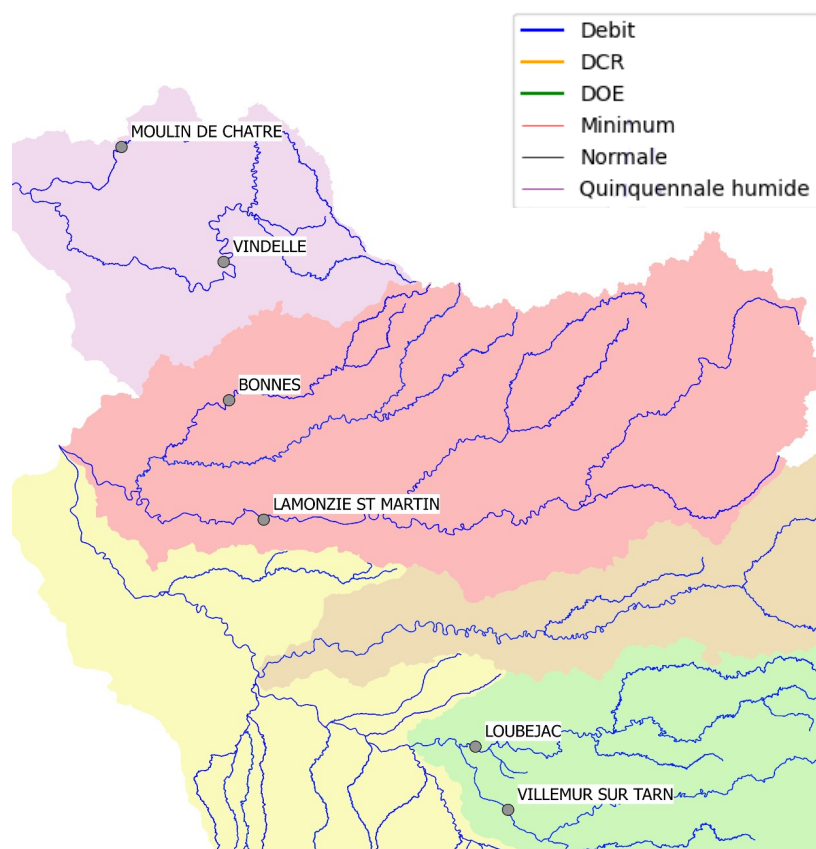 Debit
DCR
DOE
Minimum
Normale
Quinquennale humide
MOULIN DE CHATRE
VINDELLE
BONNES
LAMONZIE ST MARTIN
LOUBEJAC
VILLEMUR SUR TARN